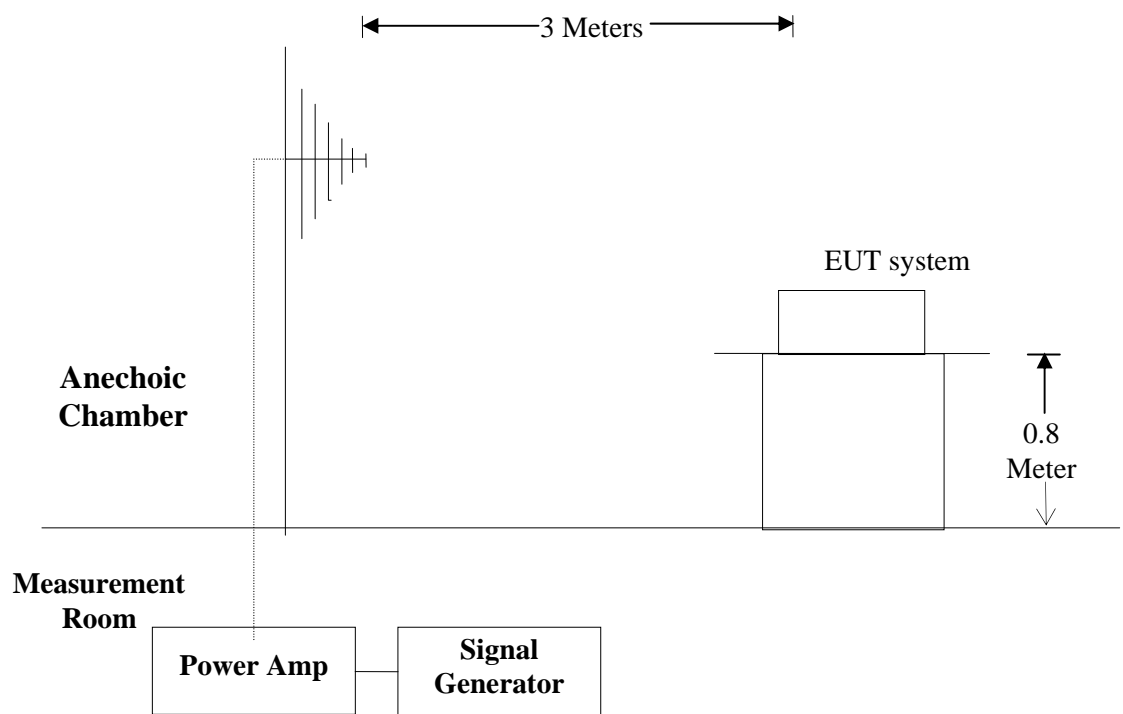 3 Meters
EUT system
Anechoic
Chamber
0.8
Meter
Measurement
Room
Power Amp
Signal
Generator